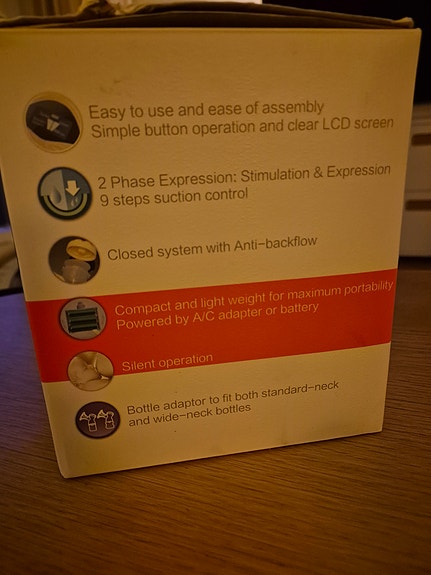 Easy to use and ease of assembly
Simple button operation and clear LCD screen
2 Phase Expression: Stimulation & Expression
9 steps suction control
Closed system with Anti-backflow
Compact and light weight for maximum portability
Powered by A/C adapter or battery
Silent operation
Bottle adaptor to fit both standard-neck
and wide-neck bottles